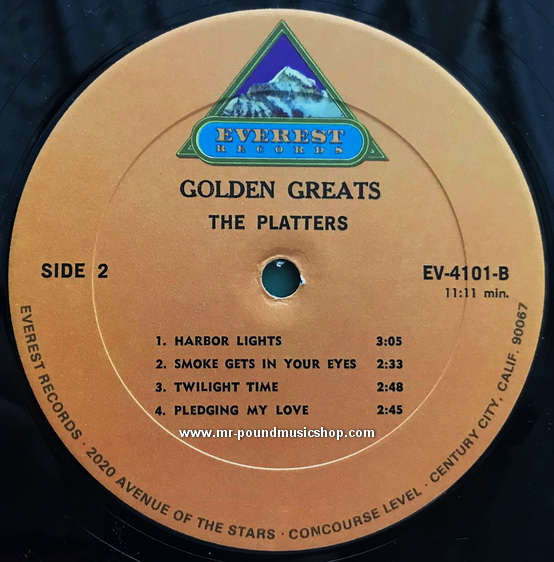 EVEREST
RECORDS
GOLDEN GREATS
THE PLATTERS
SIDE 2
EV-4101-B
11:11 min.
1. HARBOR LIGHTS 3:05
2. SMOKE GETS IN YOUR EYES 2:33
3. TWILIGHT TIME 2:48
4. PLEDGING MY LOVE 2:45
www.mr-poundmusicshop.com
EVEREST RECORDS · 2020 AVENUE OF THE STARS · CONCOURSE LEVEL · CENTURY CITY, CALIF. 90067